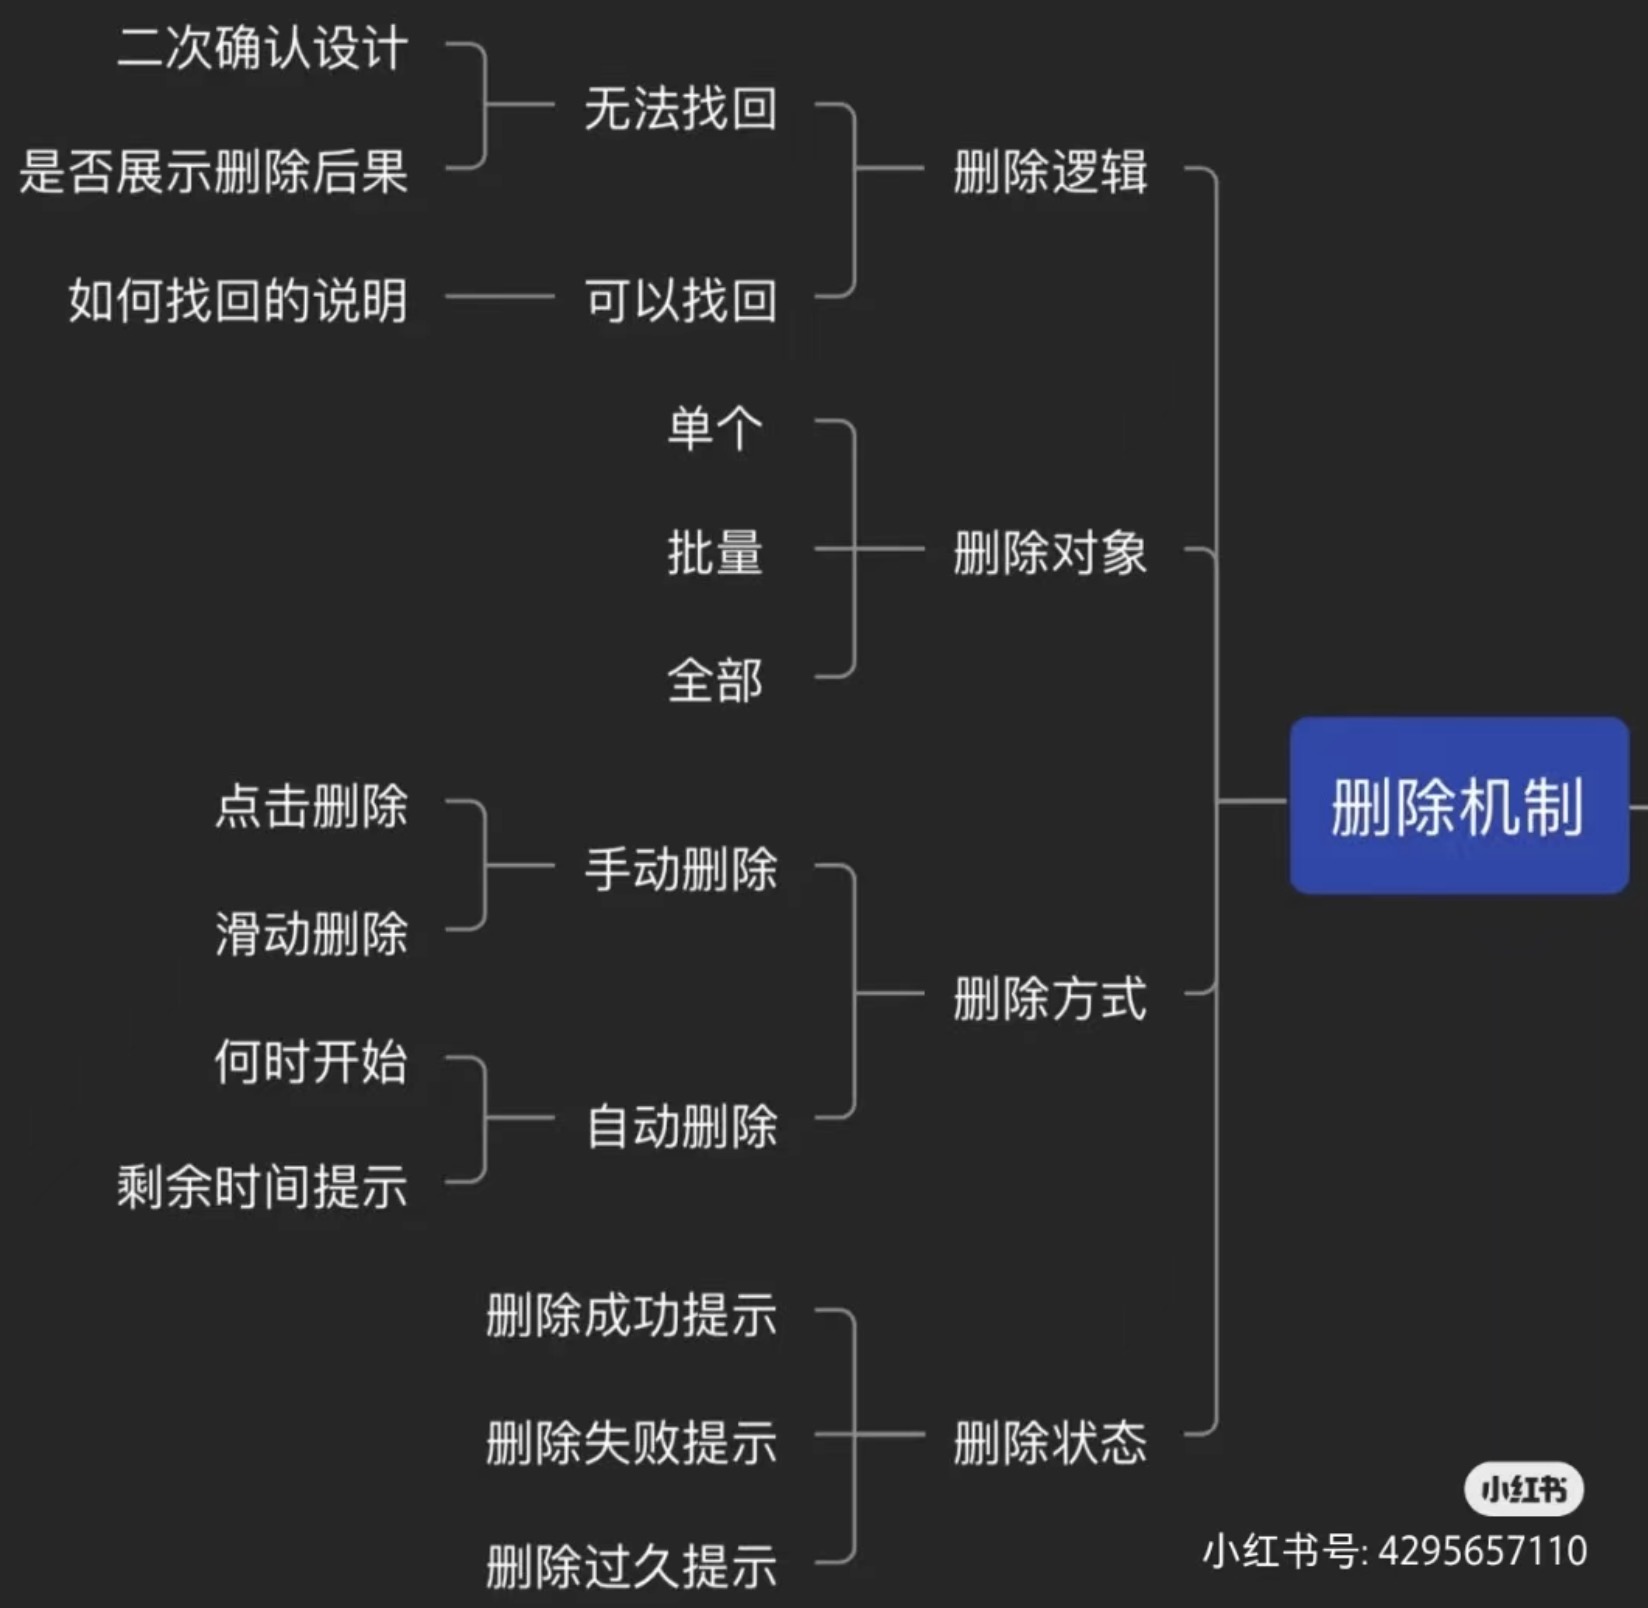 二次确认设计
无法找回
是否展示删除后果
删除逻辑
如何找回的说明
可以找回
单个
批量
删除对象
全部
删除机制
点击删除
手动删除
滑动删除
删除方式
何时开始
自动删除
剩余时间提示
删除成功提示
删除失败提示
删除状态
删除过久提示
小红书
小红书号: 4295657110